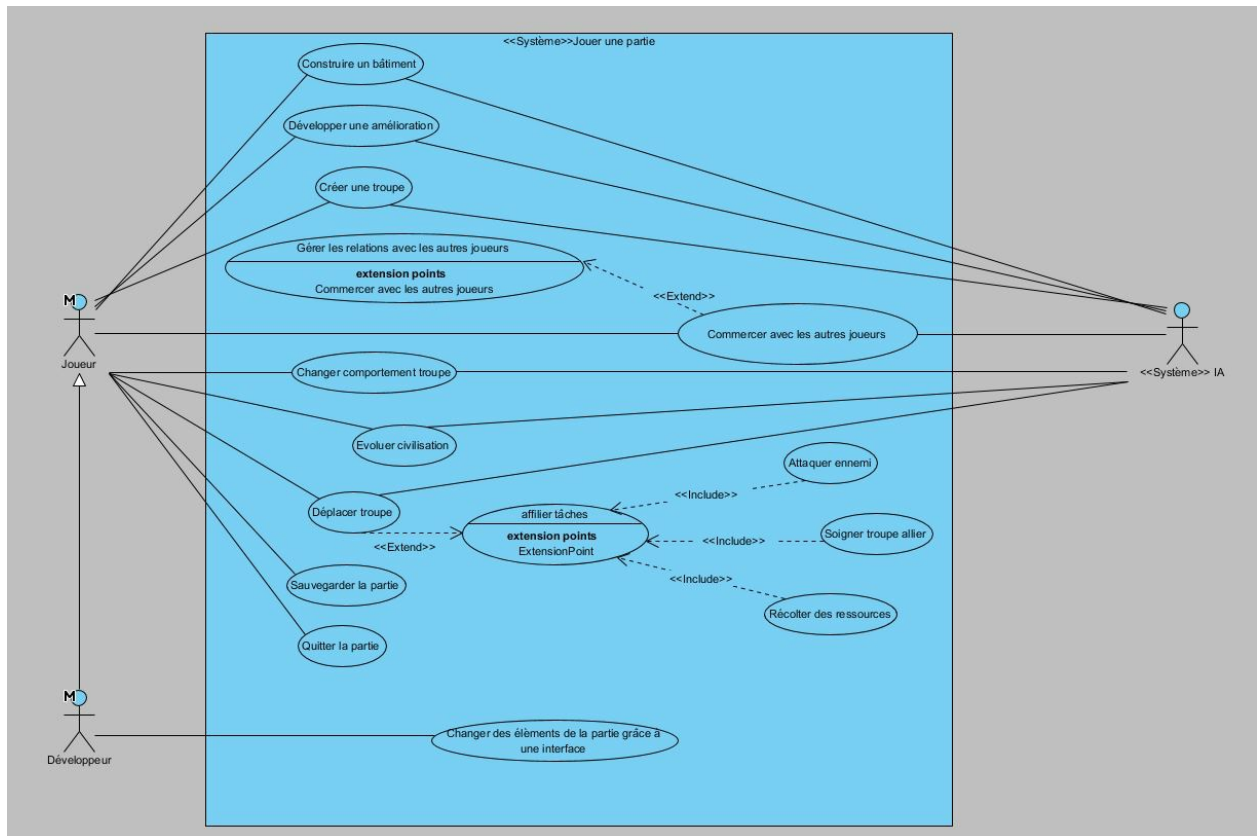 <<Système>>Jouer une partie
Construire un bâtiment
Développer une amélioration
Créer une troupe
Gérer les relations avec les autres joueurs
extension points
Commercer avec les autres joueurs
<<Extend>>
Commercer avec les autres joueurs
M
Joueur
<<Système>> IA
Changer comportement troupe
Evoluer civilisation
Attaquer ennemi
<<Include>>
Déplacer troupe
affilier tâches
extension points
ExtensionPoint
<<Extend>>
<<Include>>
Soigner troupe allier
<<Include>>
Sauvegarder la partie
Récolter des ressources
Quitter la partie
M
Développeur
Changer des élèments de la partie grâce à
une interface